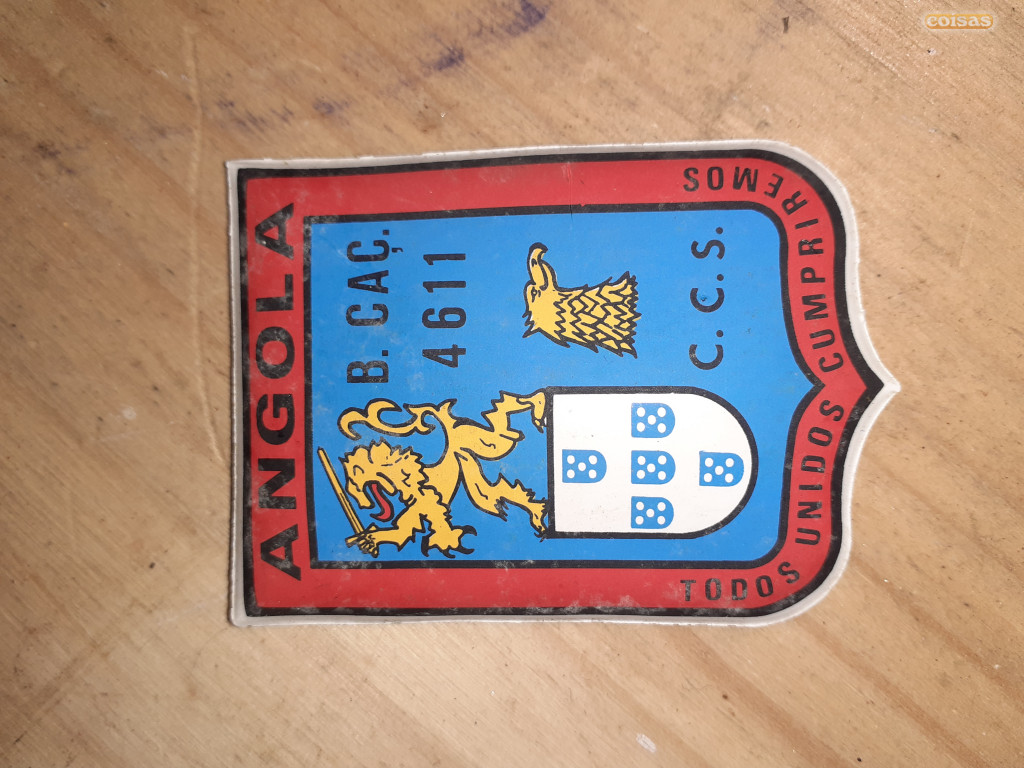 ANGOLA
B. CAÇ.
4611
C. C. S.
TODOS UNIDOS CUMPRIREMOS
coisas